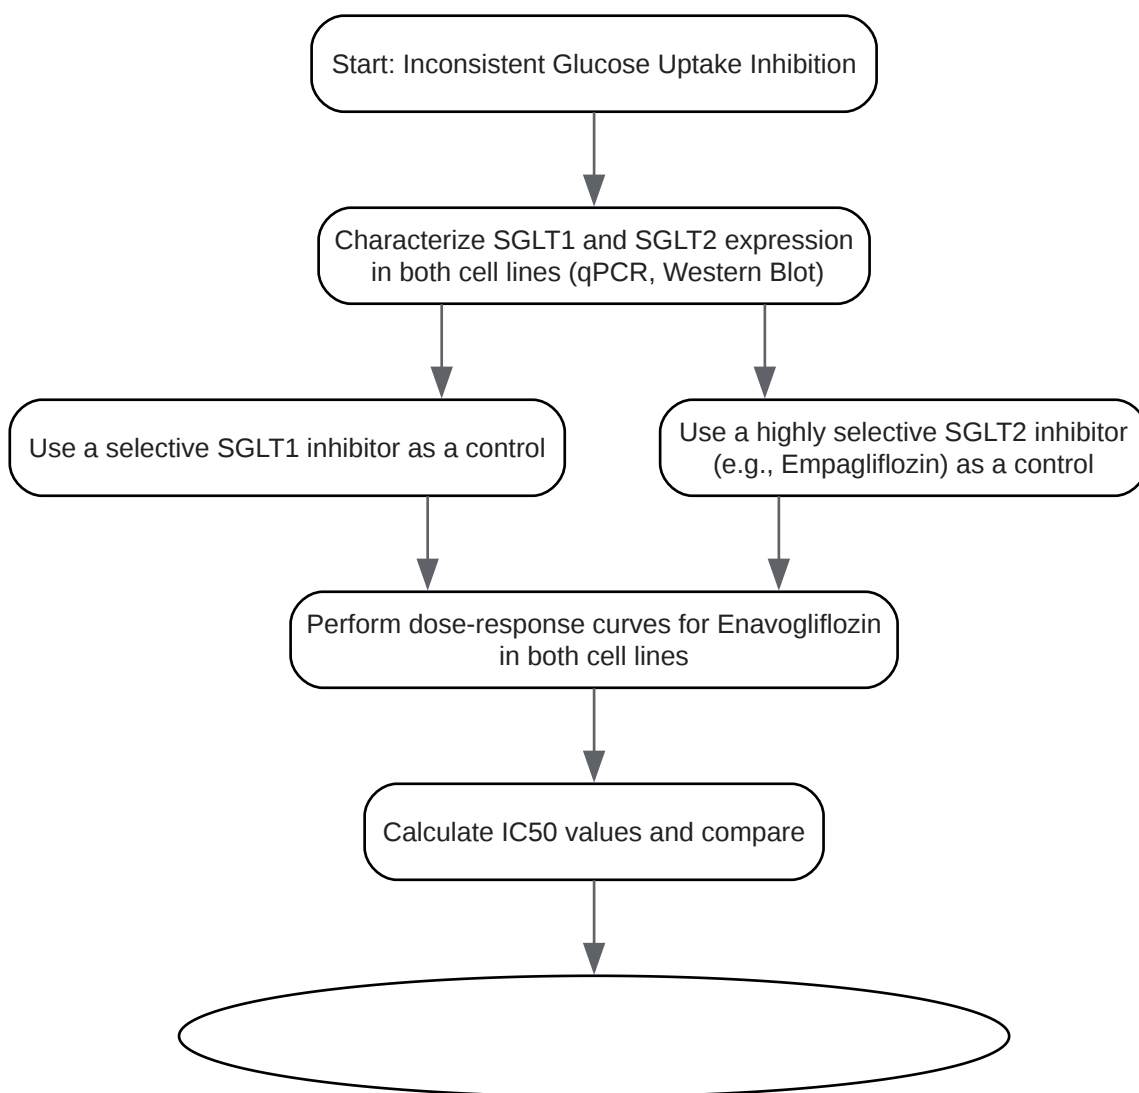 Start: Inconsistent Glucose Uptake Inhibition
Characterize SGLT1 and SGLT2 expression
in both cell lines (qPCR, Western Blot)
Use a selective SGLT1 inhibitor as a control
Use a highly selective SGLT2 inhibitor
(e.g., Empagliflozin) as a control
Perform dose-response curves for Enavogliflozin
in both cell lines
Calculate IC50 values and compare